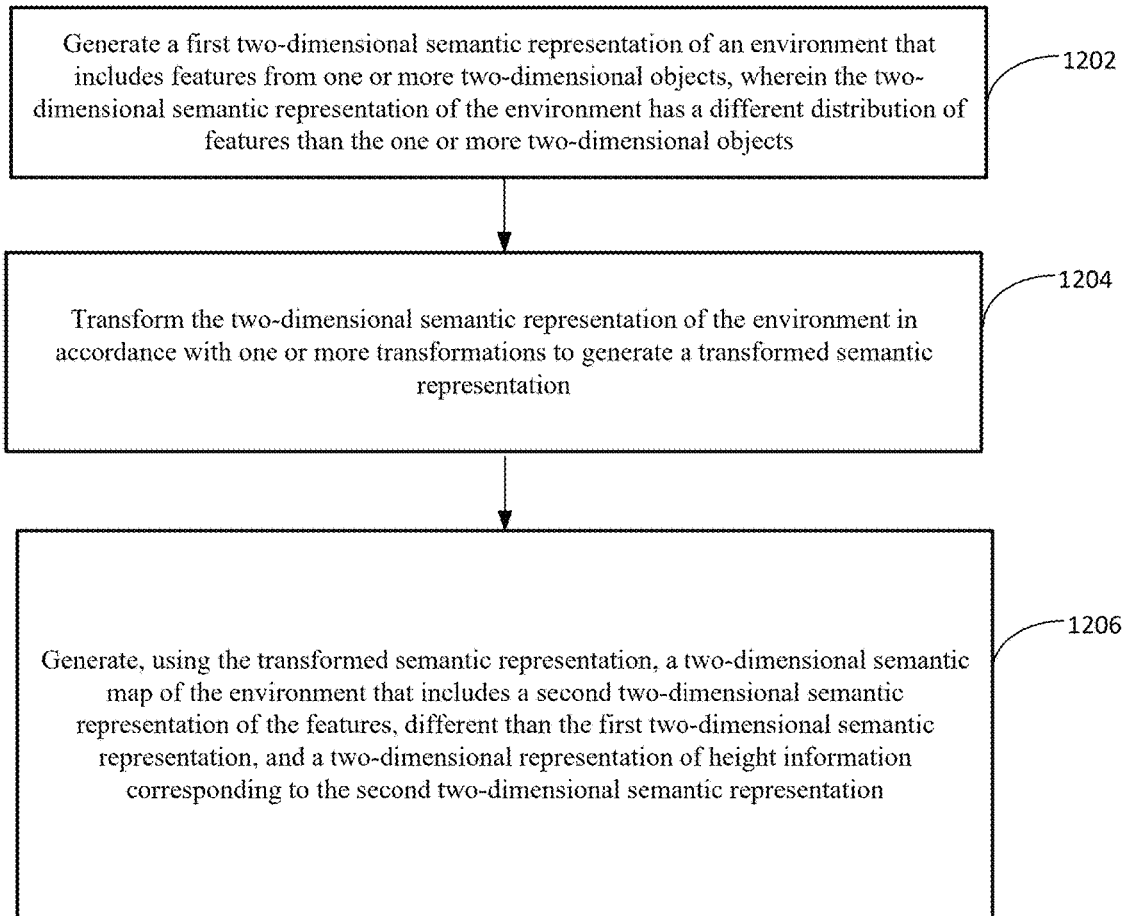 Generate a first two-dimensional semantic representation of an environment that
includes features from one or more two-dimensional objects, wherein the two-
dimensional semantic representation of the environment has a different distribution of
features than the one or more two-dimensional objects
1202
Transform the two-dimensional semantic representation of the environment in
accordance with one or more transformations to generate a transformed semantic
representation
1204
Generate, using the transformed semantic representation, a two-dimensional semantic
map of the environment that includes a second two-dimensional semantic
representation of the features, different than the first two-dimensional semantic
representation, and a two-dimensional representation of height information
corresponding to the second two-dimensional semantic representation
1206